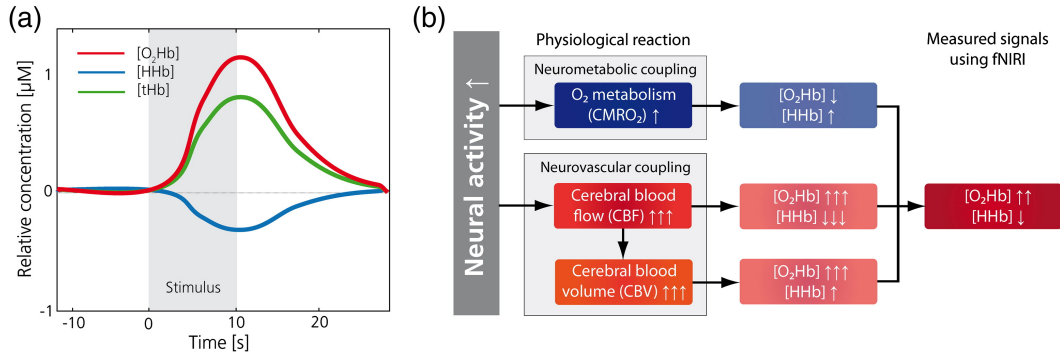 (a)
[O₂Hb]
[HHb]
[tHb]
Relative concentration [μM]
1
0
-1
Stimulus
-10
0
10
20
Time [s]
(b)
Neural activity ↑
Physiological reaction
Neurometabolic coupling
O₂ metabolism
(CMRO₂) ↑
[O₂Hb] ↓
[HHb] ↑
Neurovascular coupling
Cerebral blood
flow (CBF) ↑↑↑
[O₂Hb] ↑↑↑
[HHb] ↓↓↓
Cerebral blood
volume (CBV) ↑↑↑
[O₂Hb] ↑↑↑
[HHb] ↑
Measured signals
using fNIRI
[O₂Hb] ↑↑
[HHb] ↓